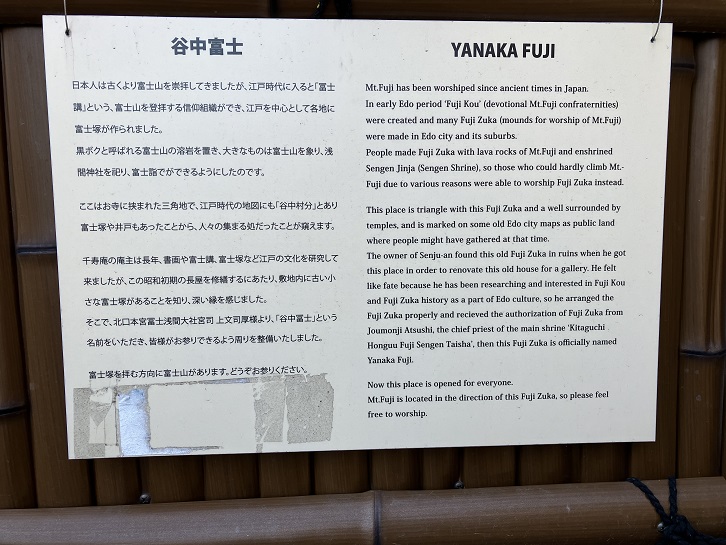 谷中富士
日本人は古くより富士山を崇拝してきましたが、江戸時代に入ると「富士
講」という、富士山を登拝する信仰組織ができ、江戸を中心として各地に
富士塚が作られました。
黒ボクと呼ばれる富士山の溶岩を置き、大きなものは富士山を象り、浅
間神社を祀り、富士詣でができるようにしたのです。
ここはお寺に挟まれた三角地で、江戸時代の地図にも「谷中村分」とあり
富士塚や井戸もあったことから、人々の集まる処だったことが窺えます。
千寿庵の庵主は長年、書画や富士講、富士塚など江戸の文化を研究して
来ましたが、この昭和初期の長屋を修繕するにあたり、敷地内に古い小
さな富士塚があることを知り、深い縁を感じました。
そこで、北口本宮富士浅間大社宮司 上文司厚様より、「谷中富士」という
名前をいただき、皆様がお参りできるよう周りを整備いたしました。
富士塚を拝む方向に富士山があります。どうぞお参りください。
YANAKA FUJI
Mt.Fuji has been worshiped since ancient times in Japan.
In early Edo period 'Fuji Kou' (devotional Mt.Fuji confraternities)
were created and many Fuji Zuka (mounds for worship of Mt.Fuji)
were made in Edo city and its suburbs.
People made Fuji Zuka with lava rocks of Mt.Fuji and enshrined
Sengen Jinja (Sengen Shrine), so those who could hardly climb Mt.-
Fuji due to various reasons were able to worship Fuji Zuka instead.
This place is triangle with this Fuji Zuka and a well surrounded by
temples, and is marked on some old Edo city maps as public land
where people might have gathered at that time.
The owner of Senju-an found this old Fuji Zuka in ruins when he got
this place in order to renovate this old house for a gallery. He felt
like fate because he has been researching and interested in Fuji Kou
and Fuji Zuka history as a part of Edo culture, so he arranged the
Fuji Zuka properly and recieved the authorization of Fuji Zuka from
Joumonji Atsushi, the chief priest of the main shrine 'Kitaguchi
Honguu Fuji Sengen Taisha', then this Fuji Zuka is officially named
Yanaka Fuji.
Now this place is opened for everyone.
Mt.Fuji is located in the direction of this Fuji Zuka, so please feel
free to worship.